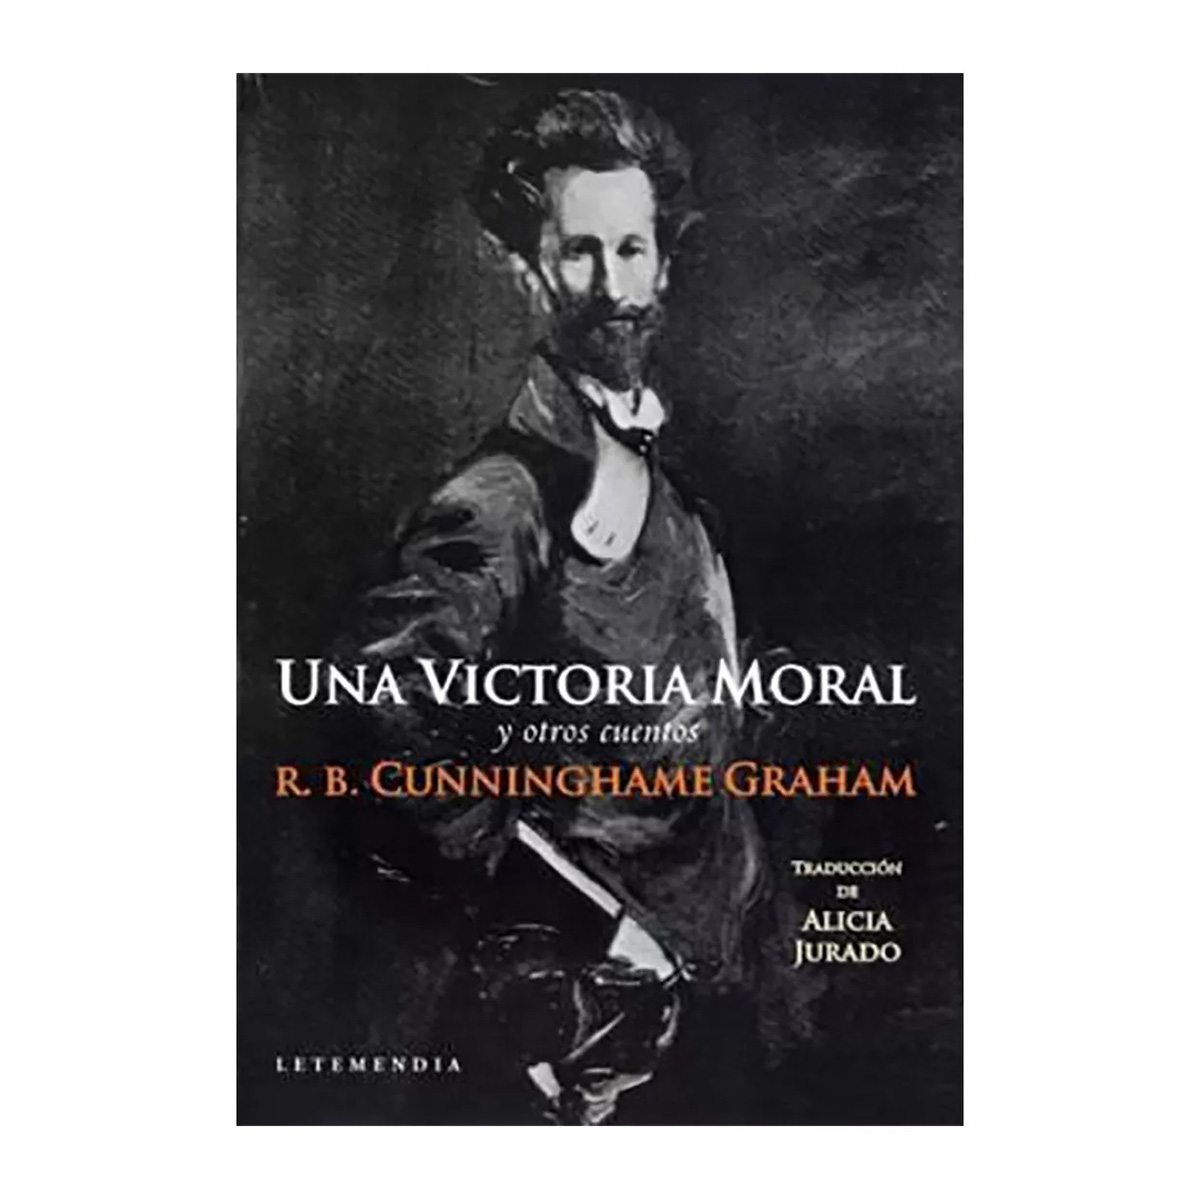 UNA VICTORIA MORAL
y otros cuentos
R. B. CUNNINGHAME GRAHAM
TRADUCCIÓN
DE
ALICIA
JURADO
LETEMENDIA